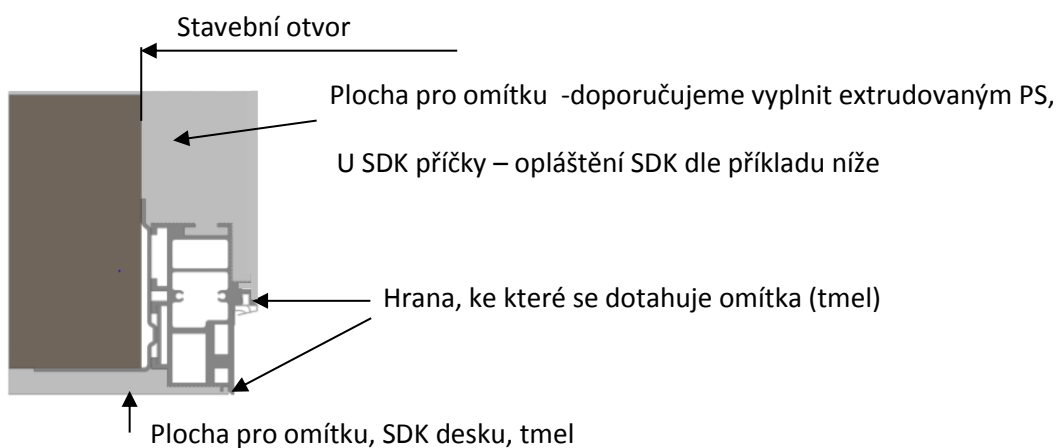 Stavební otvor
Plocha pro omítku -doporučujeme vyplnit extrudovaným PS,
U SDK příčky – opláštění SDK dle příkladu níže
Hrana, ke které se dotahuje omítka (tmel)
Plocha pro omítku, SDK desku, tmel